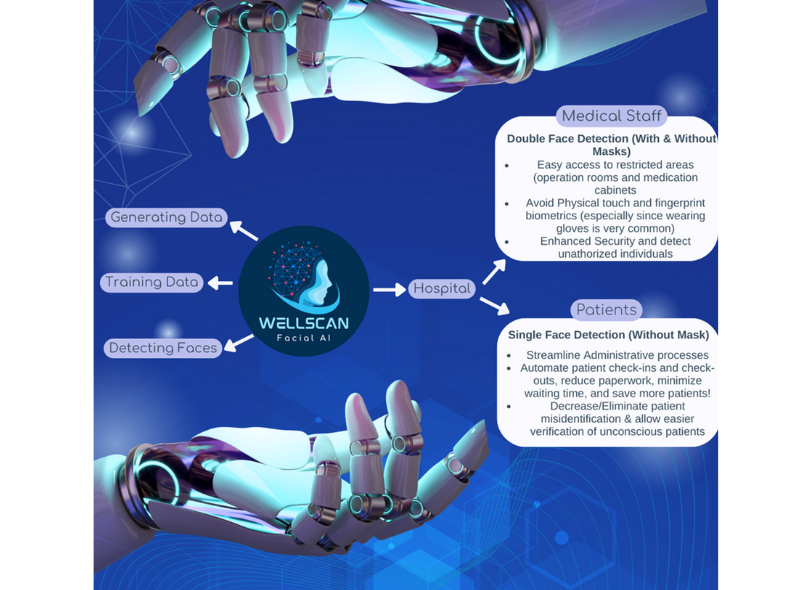 Medical Staff
Double Face Detection (With & Without
Masks)
• Easy access to restricted areas
(operation rooms and medication
cabinets
• Avoid Physical touch and fingerprint
biometrics (especially since wearing
gloves is very common)
• Enhanced Security and detect
unathorized individuals
Generating Data
Training Data
Detecting Faces
WELLSCAN
Facial AI
Hospital
Patients
Single Face Detection (Without Mask)
• Streamline Administrative processes
• Automate patient check-ins and check-
outs, reduce paperwork, minimize
waiting time, and save more patients!
• Decrease/Eliminate patient
misidentification & allow easier
verification of unconscious patients